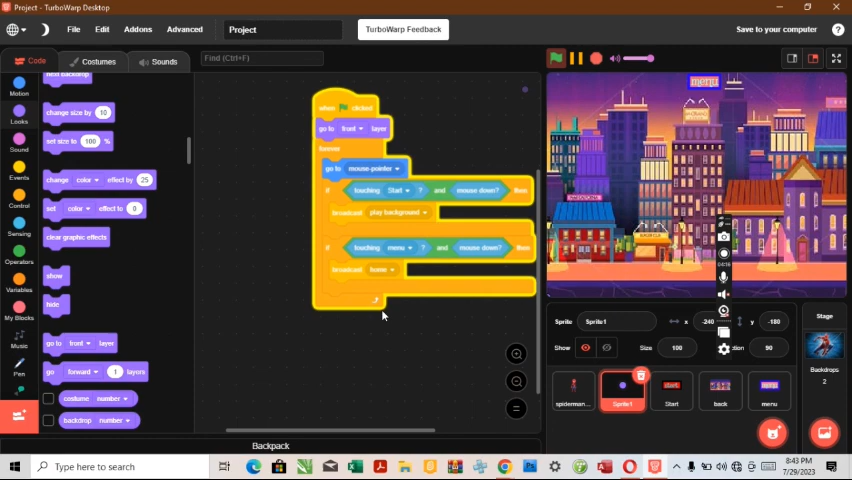 Project - TurboWarp Desktop
File Edit Addons Advanced Project TurboWarp Feedback Save to your computer
Code Costumes Sounds Find (Ctrl+F)
Motion
Looks
Sound
Events
Control
Sensing
Operators
Variables
My Blocks
Music
Pen
next backdrop
change size by 10
set size to 100 %
change color effect by 25
set color effect to 0
clear graphic effects
show
hide
go to front layer
go forward 1 layers
costume number
backdrop number
when clicked
go to front layer
forever
go to mouse-pointer
if touching Start ? and mouse down? then
broadcast play background
if touching menu ? and mouse down? then
broadcast home
Backpack
menu
04:16
Sprite Sprite1 x -240 y -180
Show Size 100 ction 90
spiderman... Sprite1 Start back menu
Stage
Backdrops
2
Type here to search
8:43 PM
7/29/2023